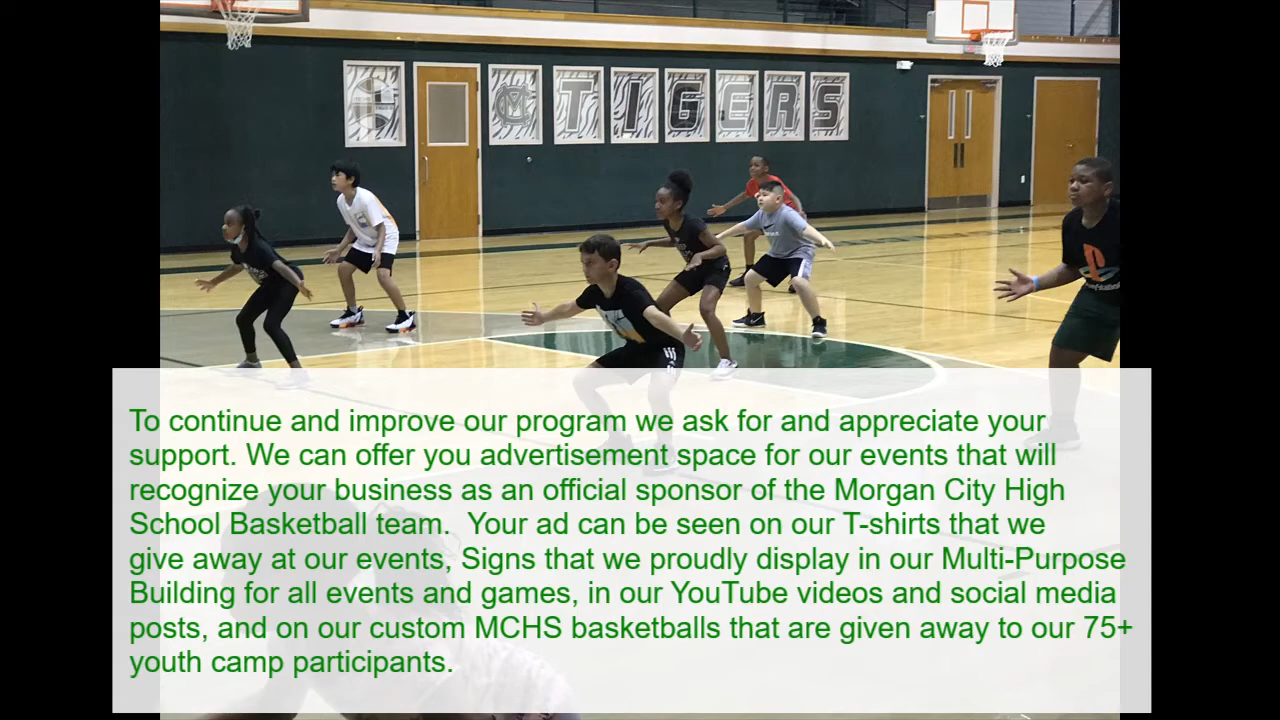 TIGERS
To continue and improve our program we ask for and appreciate your
support. We can offer you advertisement space for our events that will
recognize your business as an official sponsor of the Morgan City High
School Basketball team.  Your ad can be seen on our T-shirts that we
give away at our events, Signs that we proudly display in our Multi-Purpose
Building for all events and games, in our YouTube videos and social media
posts, and on our custom MCHS basketballs that are given away to our 75+
youth camp participants.